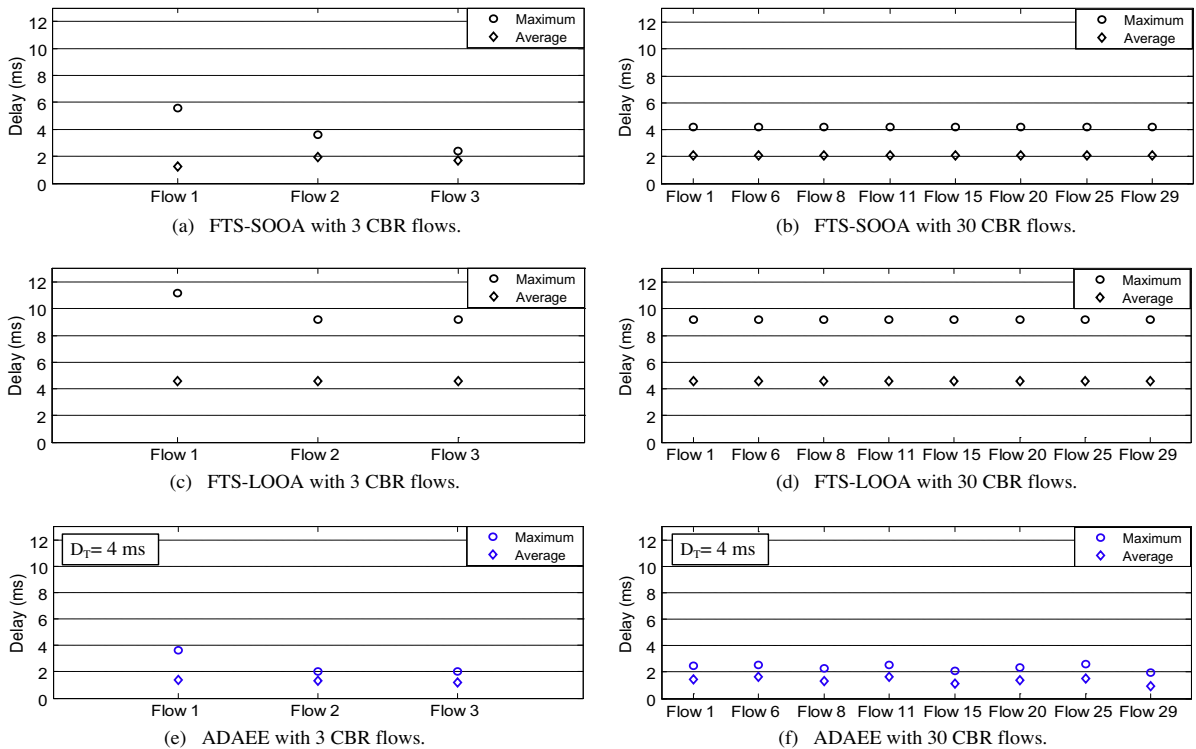 12
10
8
6
4
2
0
Delay (ms)
Maximum
Average
Flow 1 Flow 2 Flow 3
(a) FTS-SOOA with 3 CBR flows.
12
10
8
6
4
2
0
Delay (ms)
Maximum
Average
Flow 1 Flow 6 Flow 8 Flow 11 Flow 15 Flow 20 Flow 25 Flow 29
(b) FTS-SOOA with 30 CBR flows.
12
10
8
6
4
2
0
Delay (ms)
Maximum
Average
Flow 1 Flow 2 Flow 3
(c) FTS-LOOA with 3 CBR flows.
12
10
8
6
4
2
0
Delay (ms)
Maximum
Average
Flow 1 Flow 6 Flow 8 Flow 11 Flow 15 Flow 20 Flow 25 Flow 29
(d) FTS-LOOA with 30 CBR flows.
12
10
8
6
4
2
0
Delay (ms)
D_T= 4 ms
Maximum
Average
Flow 1 Flow 2 Flow 3
(e) ADAEE with 3 CBR flows.
12
10
8
6
4
2
0
Delay (ms)
D_T= 4 ms
Maximum
Average
Flow 1 Flow 6 Flow 8 Flow 11 Flow 15 Flow 20 Flow 25 Flow 29
(f) ADAEE with 30 CBR flows.